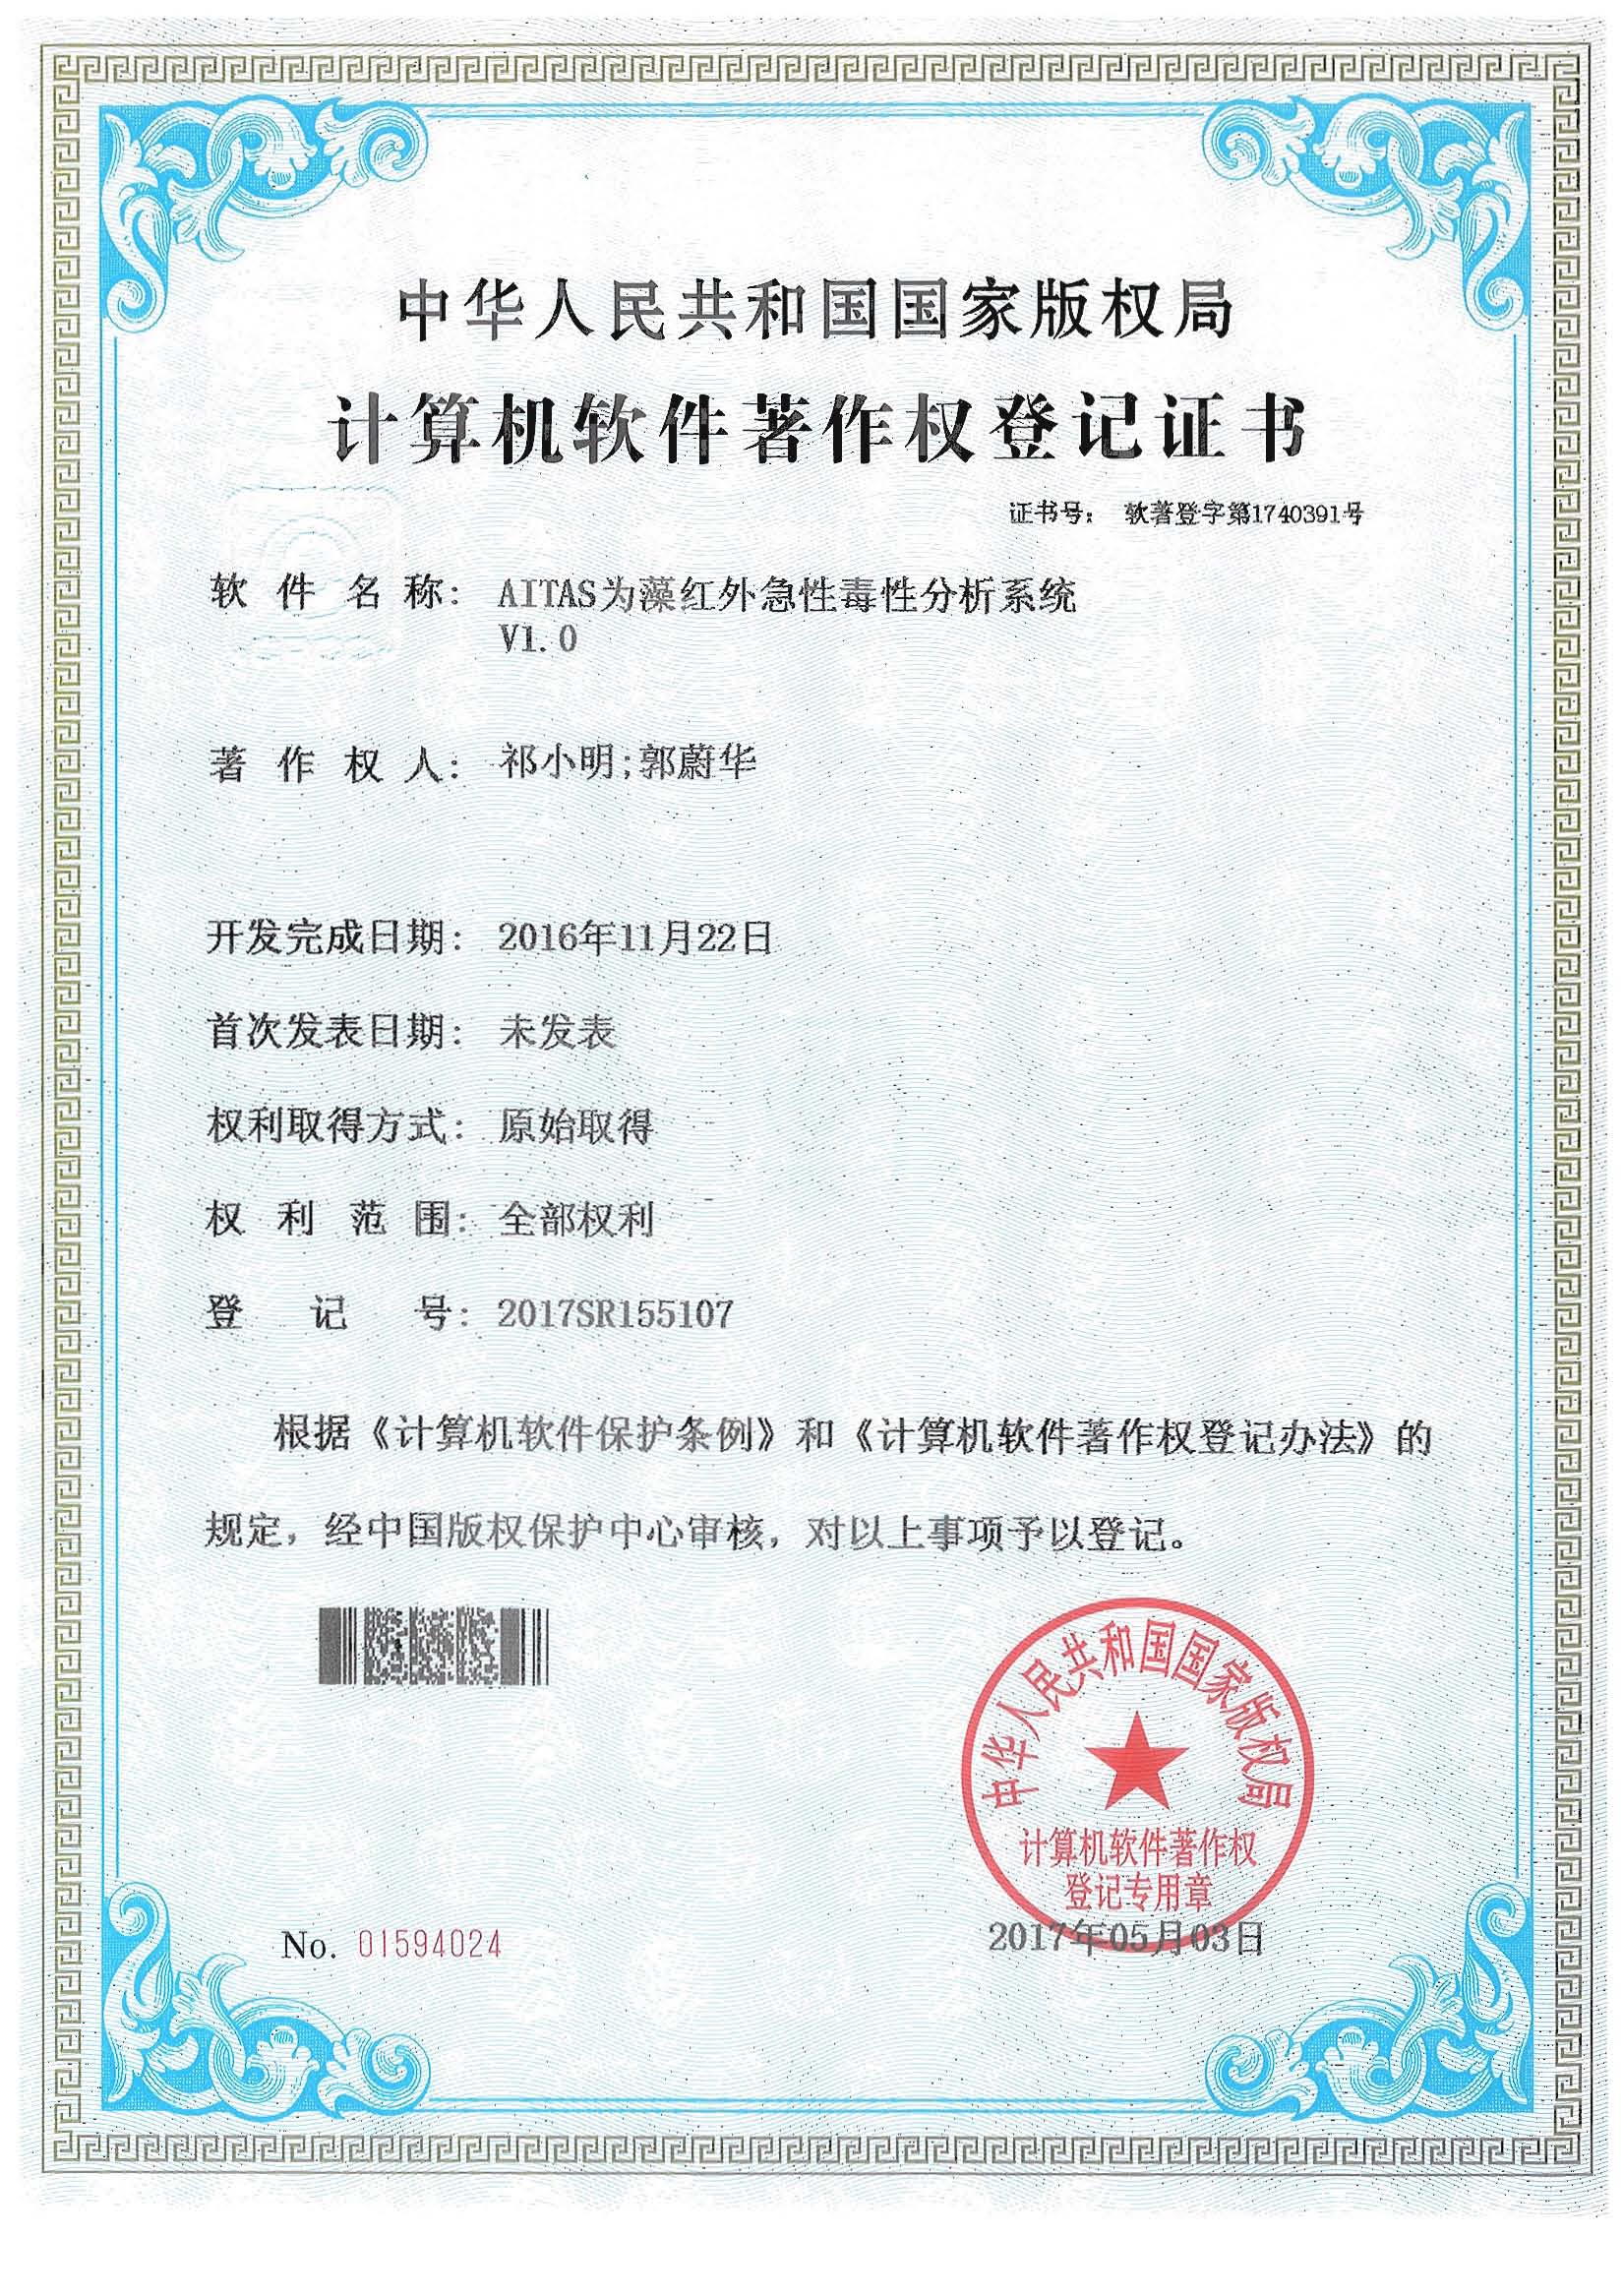 中华人民共和国国家版权局
计算机软件著作权登记证书
证书号： 软著登字第1740391号
软件名称： AITAS为藻红外急性毒性分析系统
V1.0
著作权人： 祁小明;郭蔚华
开发完成日期： 2016年11月22日
首次发表日期： 未发表
权利取得方式： 原始取得
权利范围： 全部权利
登记号： 2017SR155107
根据《计算机软件保护条例》和《计算机软件著作权登记办法》的
规定，经中国版权保护中心审核，对以上事项予以登记。
中华人民共和国国家版权局
计算机软件著作权
登记专用章
No. 01594024
2017年05月03日